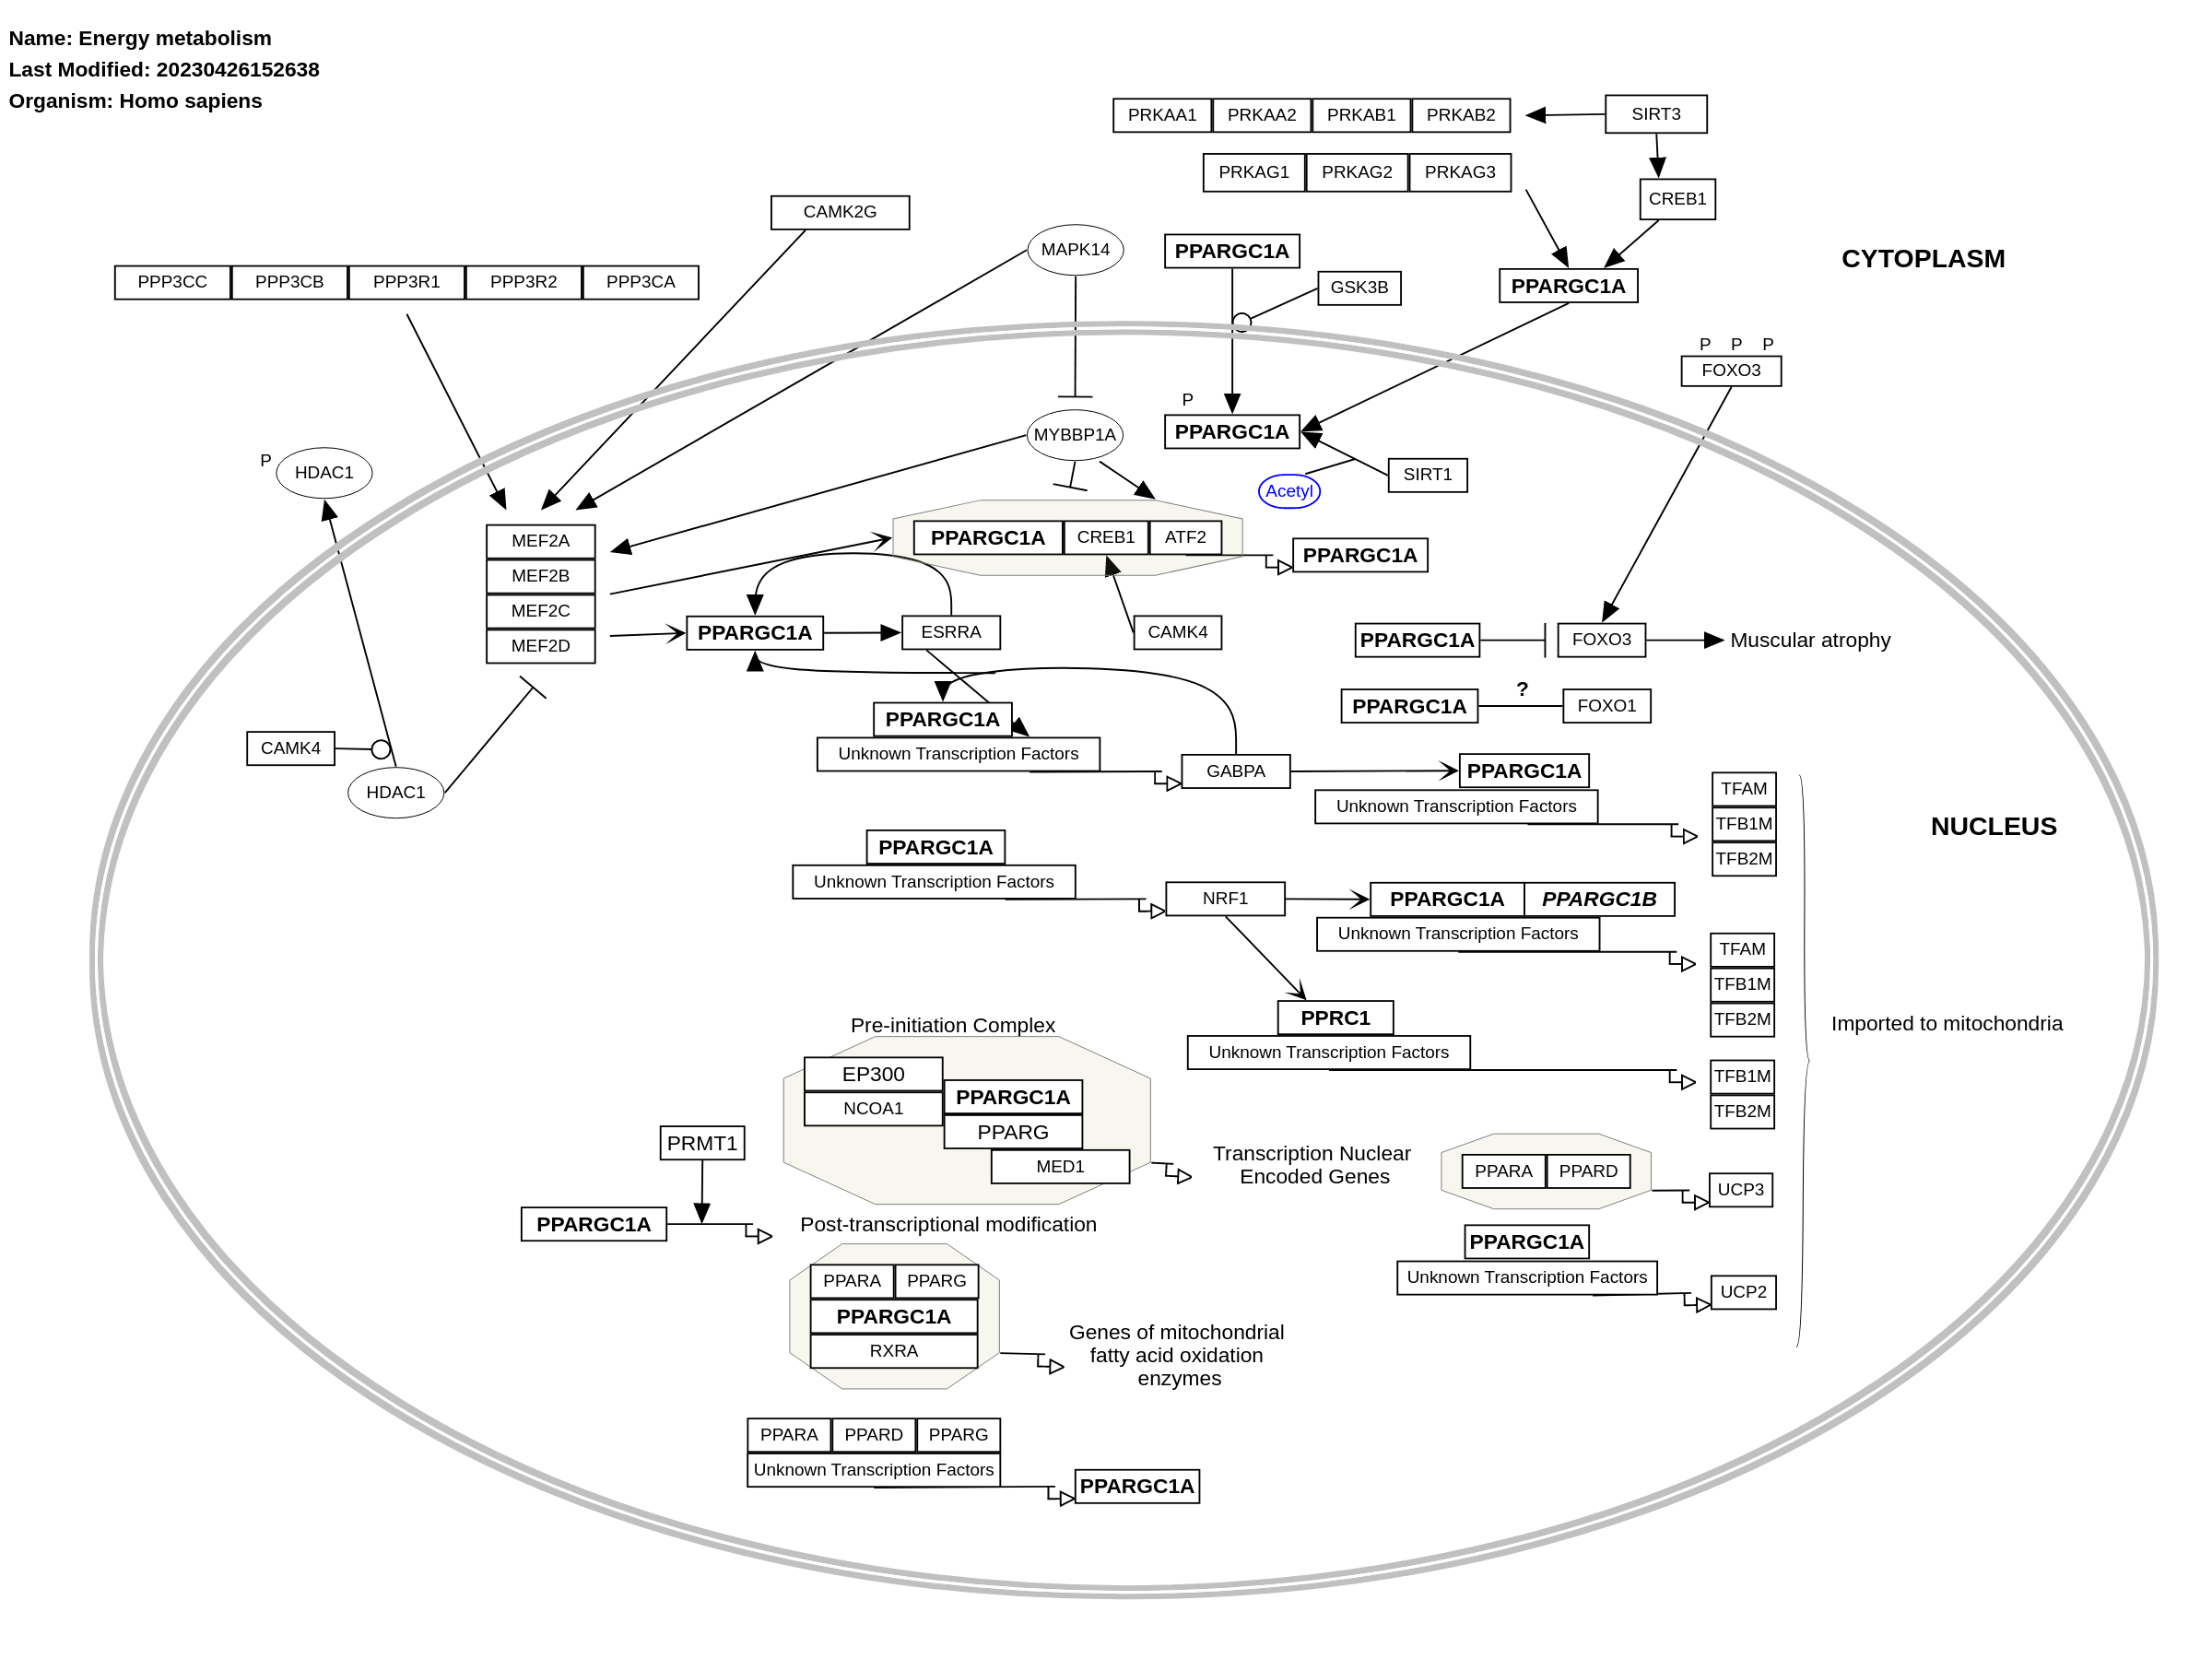 Name: Energy metabolism
Last Modified: 20230426152638
Organism: Homo sapiens
PRKAA1 PRKAA2 PRKAB1 PRKAB2 SIRT3
PRKAG1 PRKAG2 PRKAG3
CREB1
CAMK2G
MAPK14
PPARGC1A
CYTOPLASM
PPP3CC PPP3CB PPP3R1 PPP3R2 PPP3CA
GSK3B
PPARGC1A
P P P
FOXO3
P
PPARGC1A
MYBBP1A
P
HDAC1
SIRT1
Acetyl
MEF2A
MEF2B
MEF2C
MEF2D
PPARGC1A CREB1 ATF2
PPARGC1A
PPARGC1A
ESRRA
CAMK4
PPARGC1A
FOXO3
Muscular atrophy
?
PPARGC1A
FOXO1
PPARGC1A
Unknown Transcription Factors
CAMK4
HDAC1
GABPA
PPARGC1A
Unknown Transcription Factors
TFAM
TFB1M
TFB2M
NUCLEUS
PPARGC1A
Unknown Transcription Factors
NRF1
PPARGC1A PPARGC1B
Unknown Transcription Factors
TFAM
TFB1M
TFB2M
PPRC1
Unknown Transcription Factors
Imported to mitochondria
TFB1M
TFB2M
Pre-initiation Complex
EP300
NCOA1
PPARGC1A
PPARG
MED1
PRMT1
Transcription Nuclear
Encoded Genes
PPARA PPARD
UCP3
PPARGC1A
Post-transcriptional modification
PPARGC1A
Unknown Transcription Factors
UCP2
PPARA PPARG
PPARGC1A
RXRA
Genes of mitochondrial
fatty acid oxidation
enzymes
PPARA PPARD PPARG
Unknown Transcription Factors
PPARGC1A